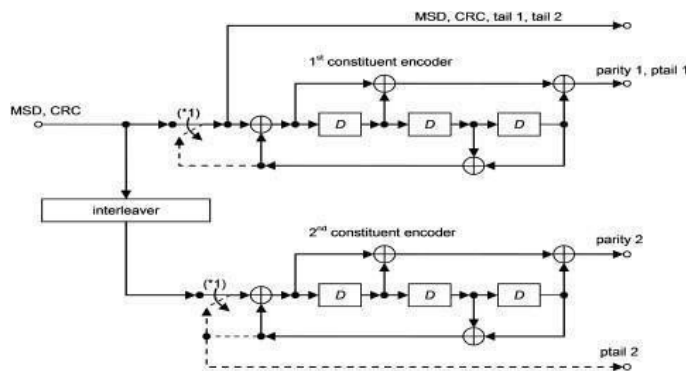 MSD, CRC, tail 1, tail 2
1st constituent encoder
parity 1, ptail 1
MSD, CRC
(*1)
D
D
D
interleaver
2nd constituent encoder
parity 2
(*1)
D
D
D
ptail 2